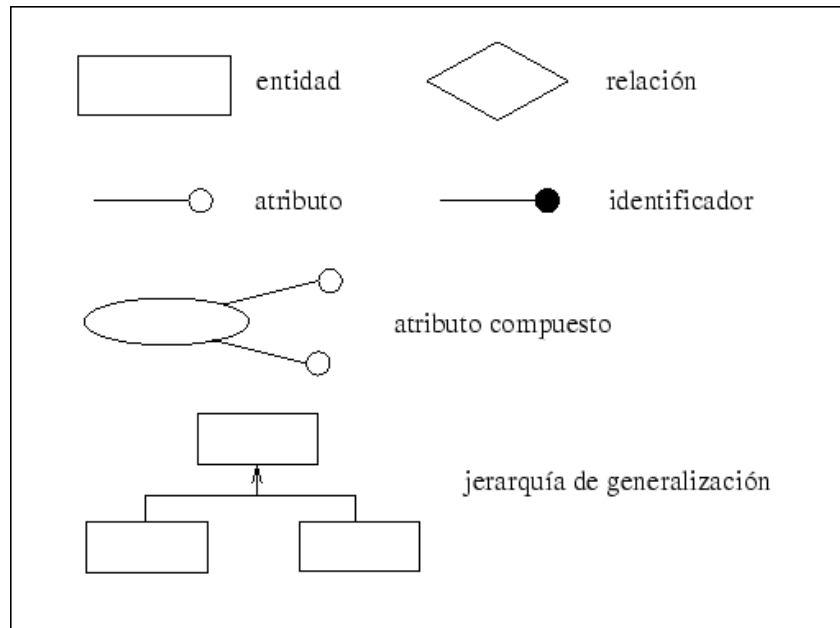 entidad
relación
atributo
identificador
atributo compuesto
jerarquía de generalización